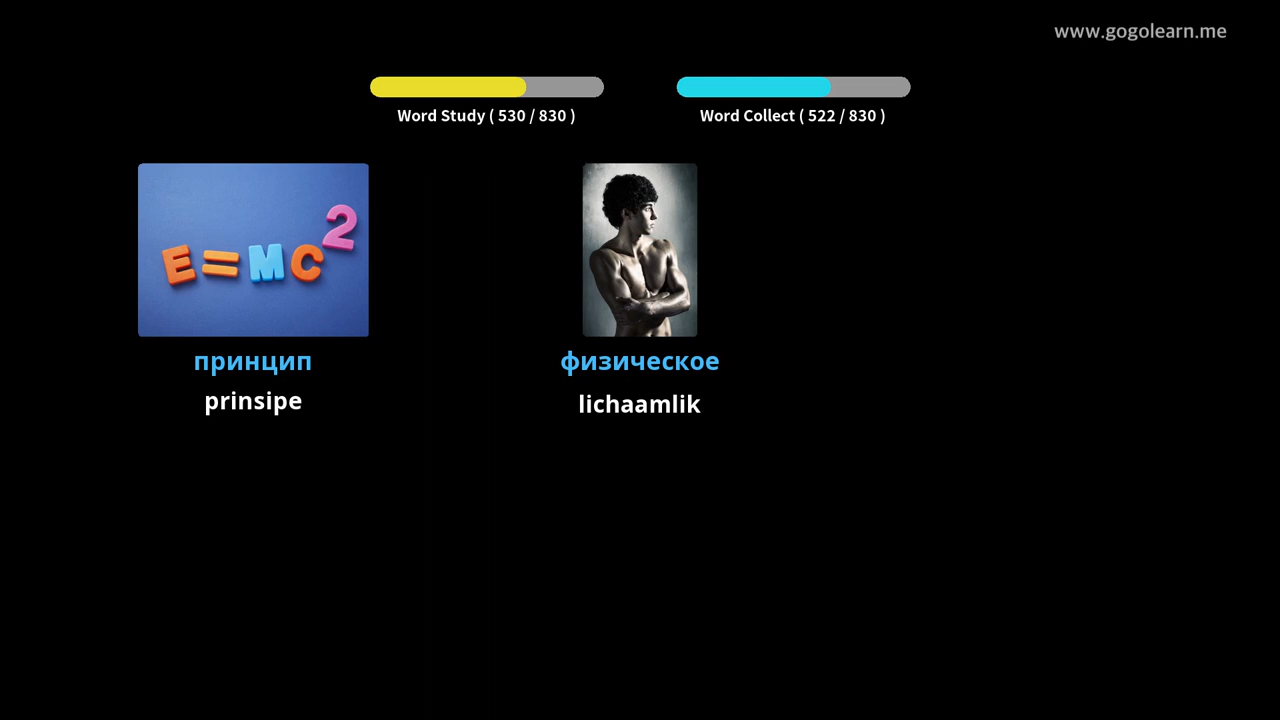 www.gogolearn.me
Word Study ( 530 / 830 )
Word Collect ( 522 / 830 )
E=MC2
принцип
prinsipe
физическое
lichaamlik